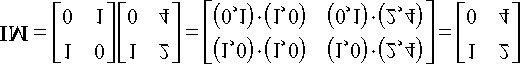 IM = [1 0; 0 1] [1 2; 0 4] = [(1,0)·(1,0) (1,0)·(2,4); (0,1)·(1,0) (0,1)·(2,4)] = [1 2; 0 4]